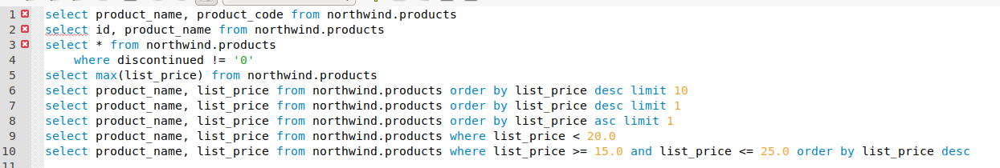 1 select product_name, product_code from northwind.products
2 select id, product_name from northwind.products
3 select * from northwind.products
4     where discontinued != '0'
5 select max(list_price) from northwind.products
6 select product_name, list_price from northwind.products order by list_price desc limit 10
7 select product_name, list_price from northwind.products order by list_price desc limit 1
8 select product_name, list_price from northwind.products order by list_price asc limit 1
9 select product_name, list_price from northwind.products where list_price < 20.0
10 select product_name, list_price from northwind.products where list_price >= 15.0 and list_price <= 25.0 order by list_price desc
11